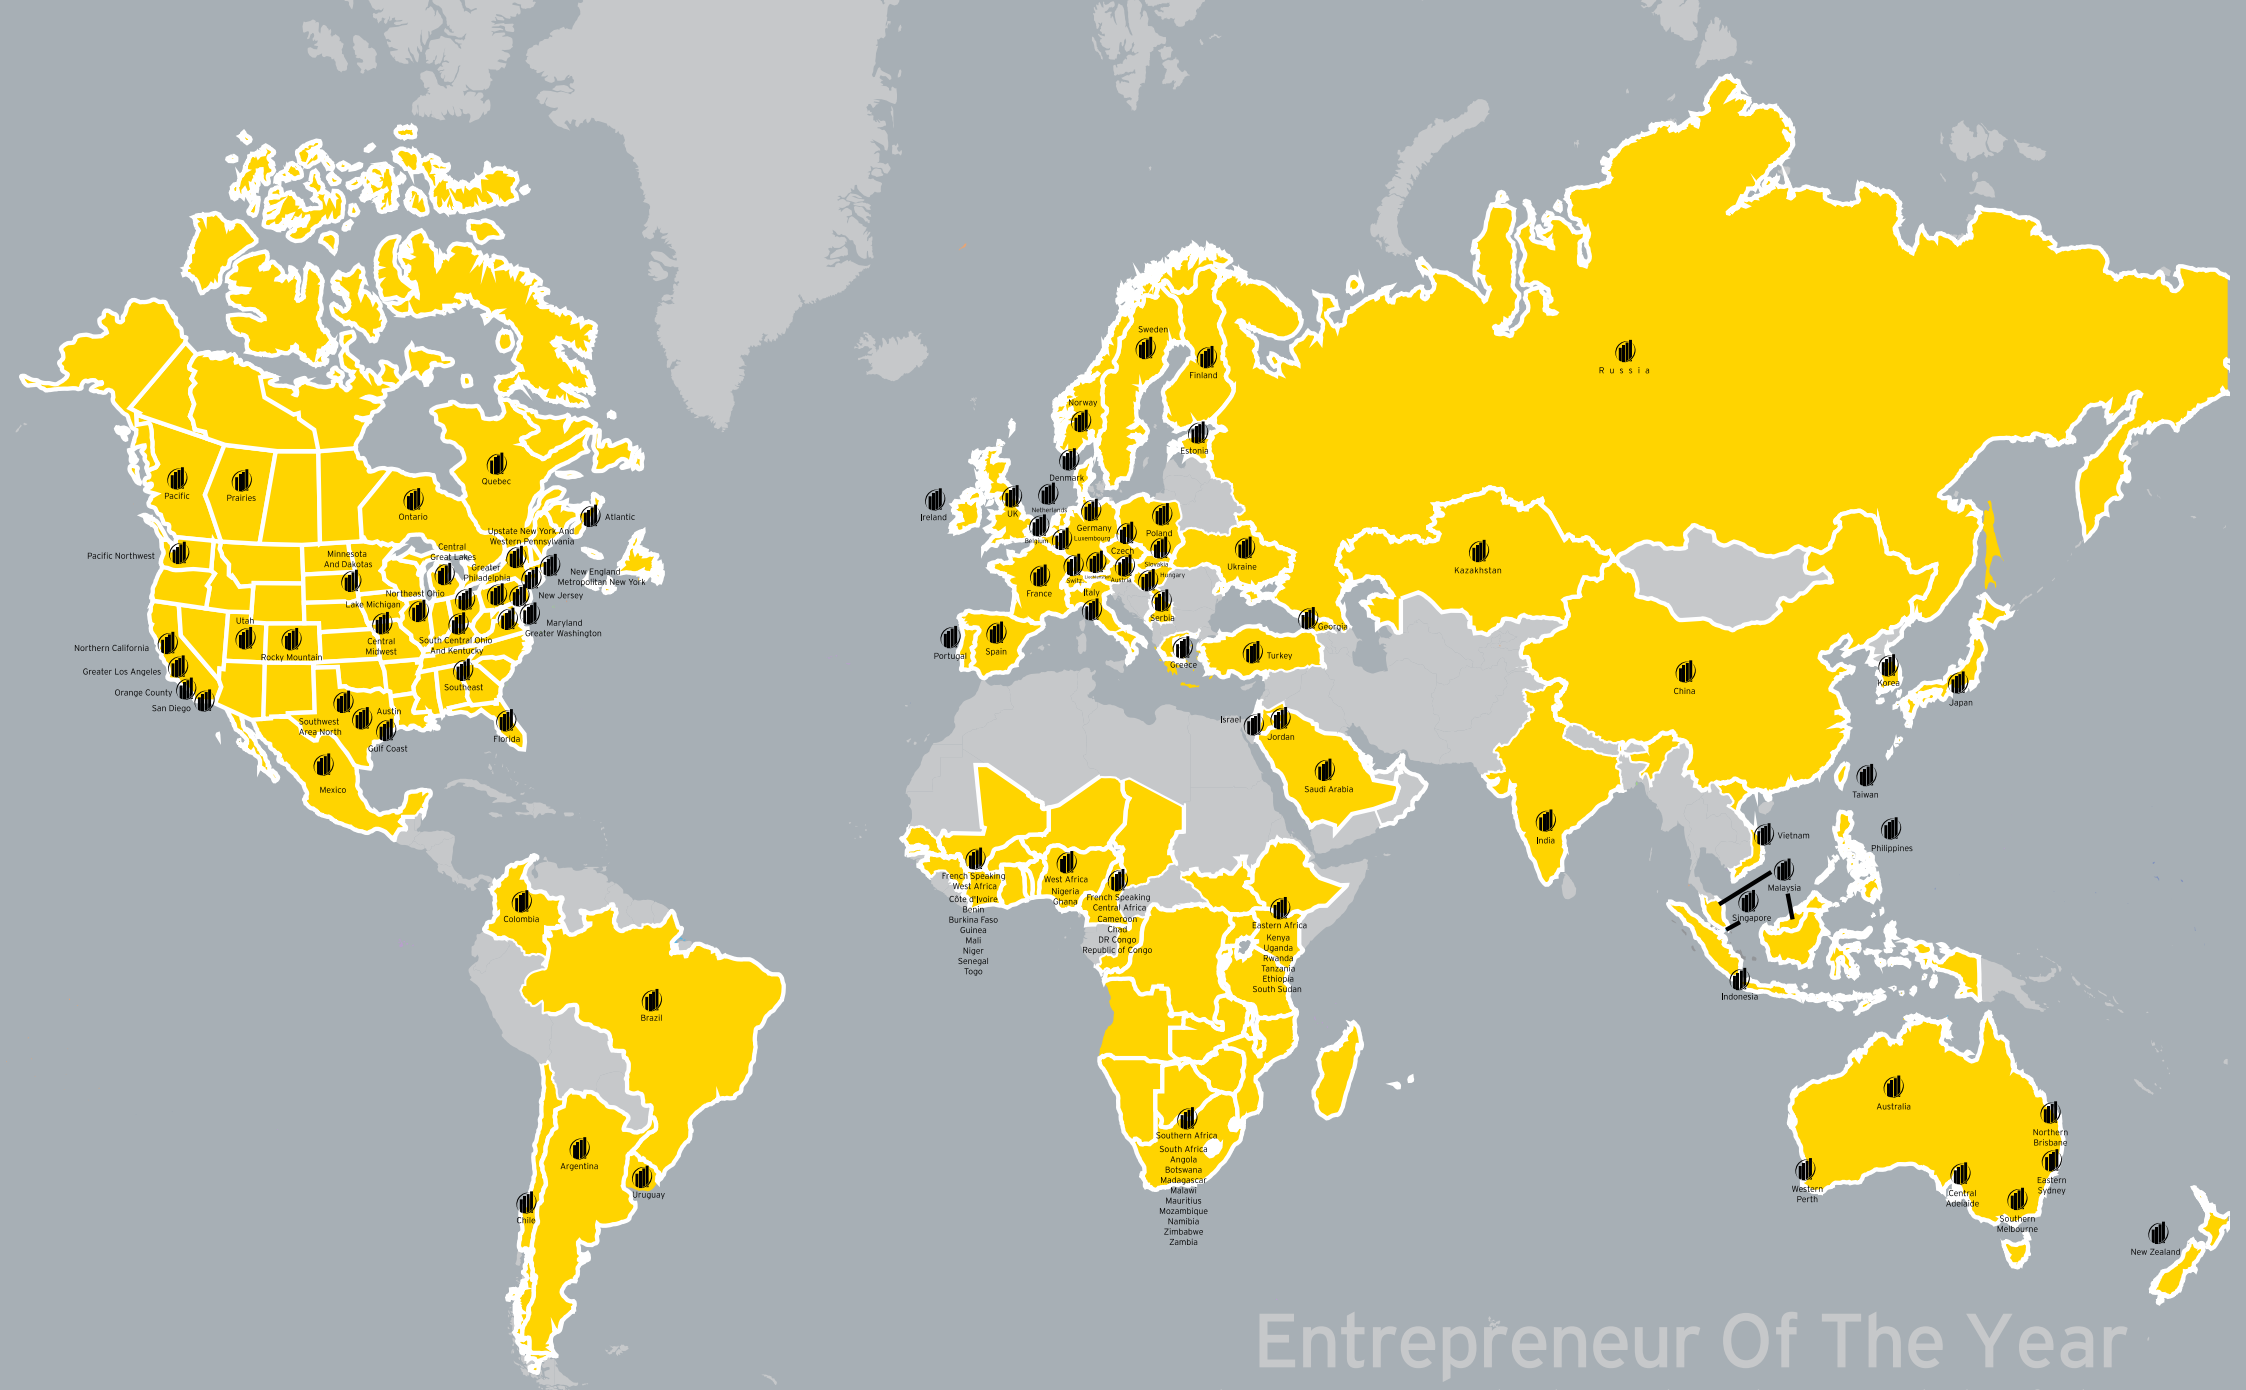 Pacific
Prairies
Ontario
Quebec
Atlantic
Pacific Northwest
Minnesota
And Dakotas
Central
Great Lakes
Upstate New York And
Western Pennsylvania
Greater
Philadelphia
New England
Metropolitan New York
Northeast Ohio
New Jersey
Lake Michigan
Maryland
Greater Washington
Utah
Rocky Mountain
Central
Midwest
South Central Ohio
And Kentucky
Northern California
Greater Los Angeles
Orange County
San Diego
Southeast
Southwest
Area North
Austin
Gulf Coast
Florida
Mexico
Colombia
Brazil
Argentina
Uruguay
Chile
Sweden
Finland
Norway
Estonia
Denmark
Ireland
UK
Netherlands
Belgium
Germany
Luxembourg
Poland
Czech
Slovakia
Ukraine
France
Switz.
Liechtenstein
Austria
Hungary
Italy
Serbia
Portugal
Spain
Greece
Turkey
Georgia
Russia
Kazakhstan
China
Korea
Japan
Israel
Jordan
Saudi Arabia
India
Taiwan
Vietnam
Philippines
Malaysia
Singapore
Indonesia
French Speaking
West Africa
Côte d'Ivoire
Benin
Burkina Faso
Guinea
Mali
Niger
Senegal
Togo
West Africa
Nigeria
Ghana
French Speaking
Central Africa
Cameroon
Chad
DR Congo
Republic of Congo
Eastern Africa
Kenya
Uganda
Rwanda
Tanzania
Ethiopia
South Sudan
Southern Africa
South Africa
Angola
Botswana
Madagascar
Malawi
Mauritius
Mozambique
Namibia
Zimbabwe
Zambia
Australia
Northern
Brisbane
Eastern
Sydney
Western
Perth
Central
Adelaide
Southern
Melbourne
New Zealand
Entrepreneur Of The Year